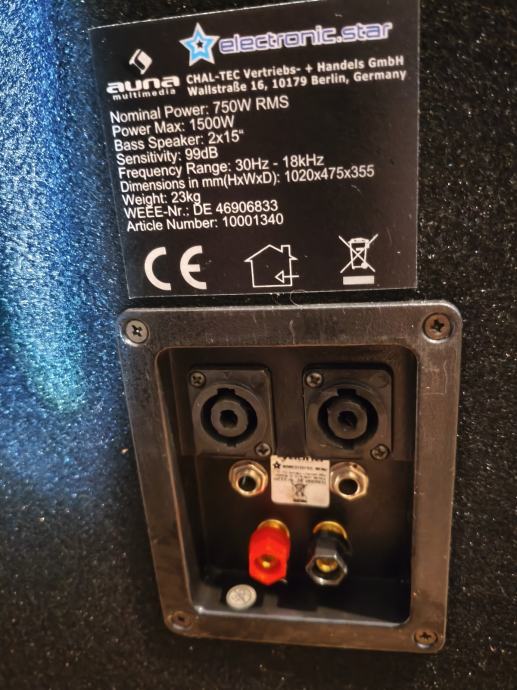 electronic.star
auna
multimedia
CHAL-TEC Vertriebs- + Handels GmbH
Wallstraße 16, 10179 Berlin, Germany
Nominal Power: 750W RMS
Power Max: 1500W
Bass Speaker: 2x15“
Sensitivity: 99dB
Frequency Range: 30Hz - 18kHz
Dimensions in mm(HxWxD): 1020x475x355
Weight: 23kg
WEEE-Nr.: DE 46906833
Article Number: 10001340
CE